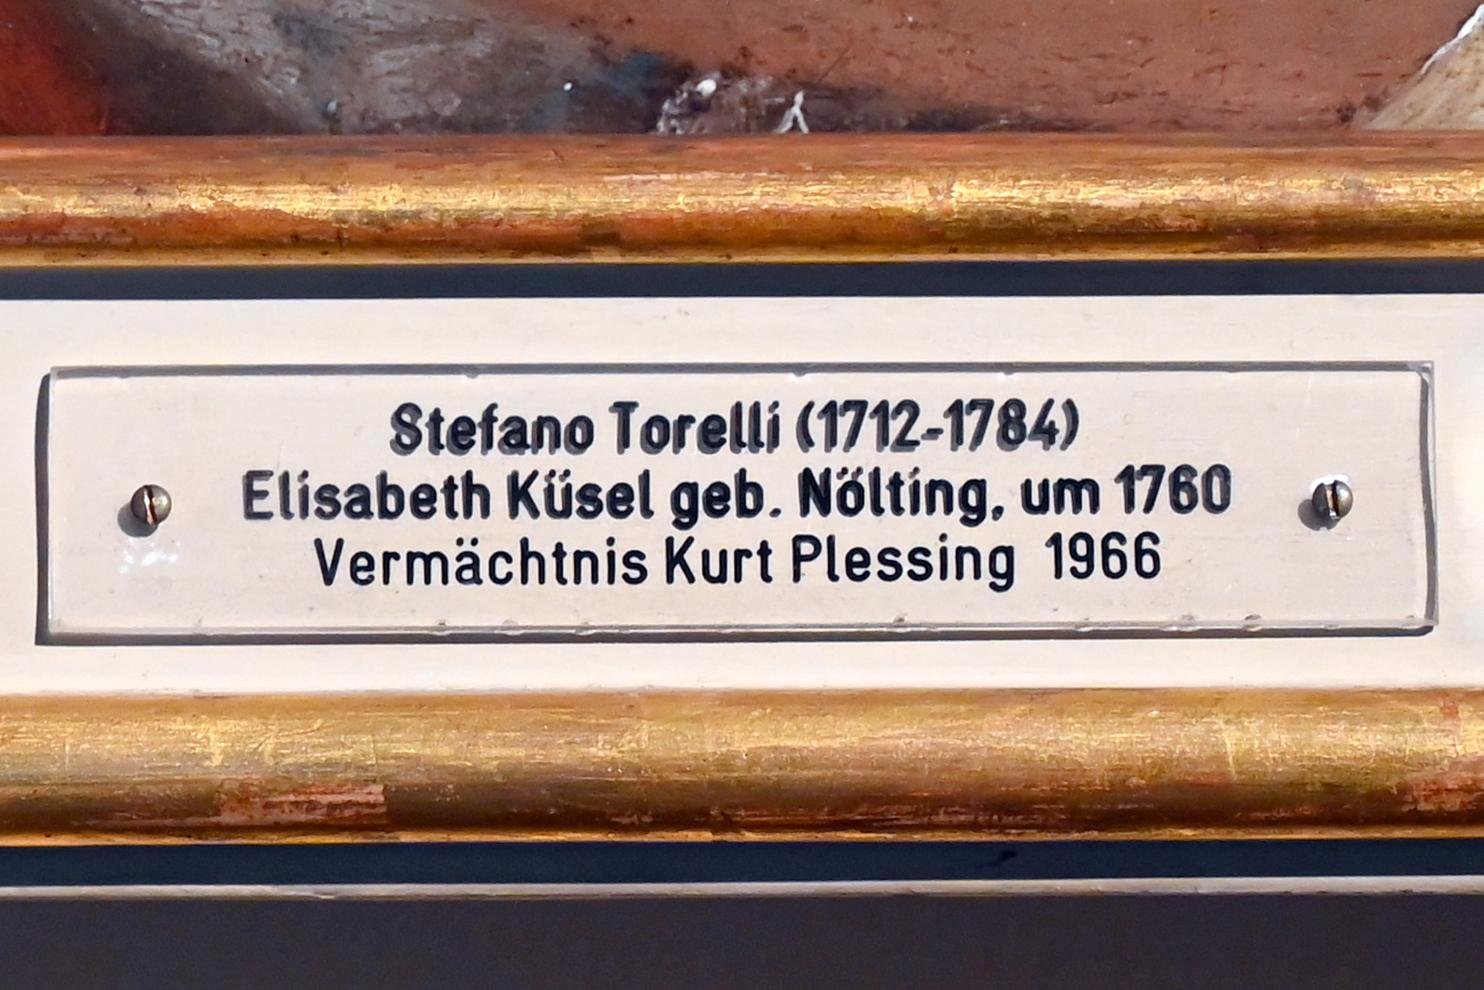 Stefano Torelli (1712-1784)
Elisabeth Küsel geb. Nölting, um 1760
Vermächtnis Kurt Plessing 1966